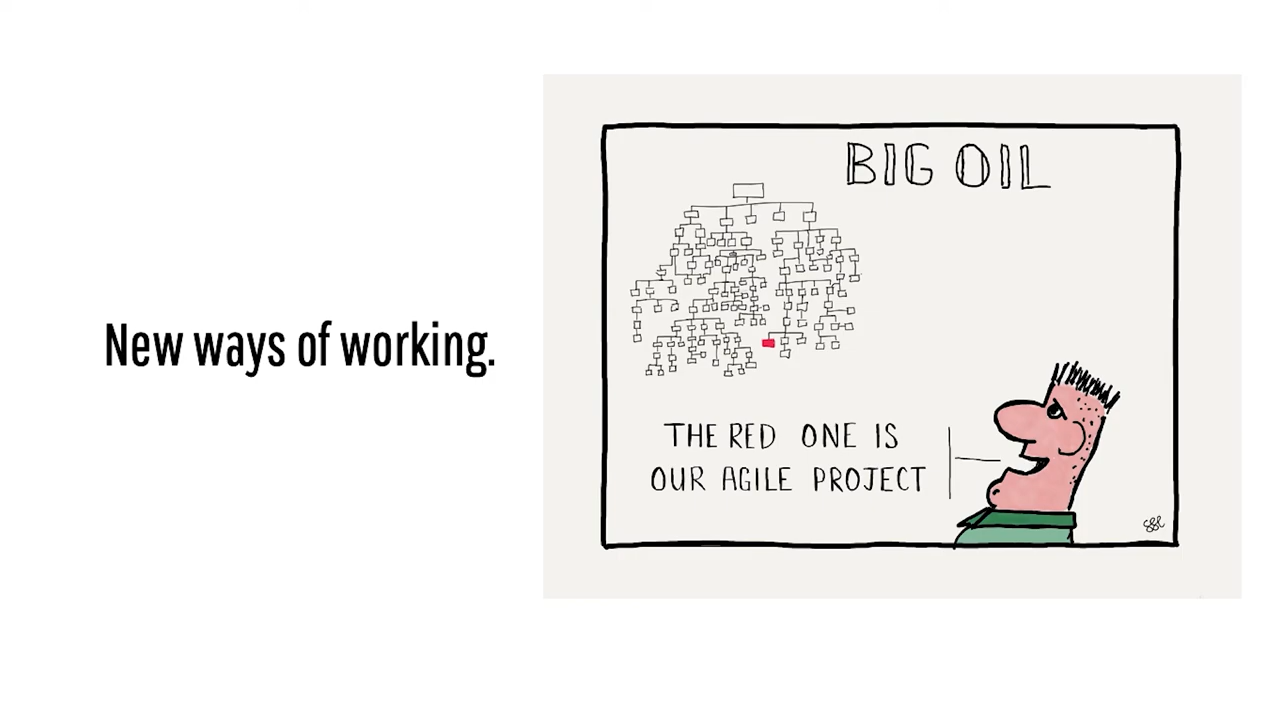 New ways of working.
BIG OIL
THE RED ONE IS
OUR AGILE PROJECT